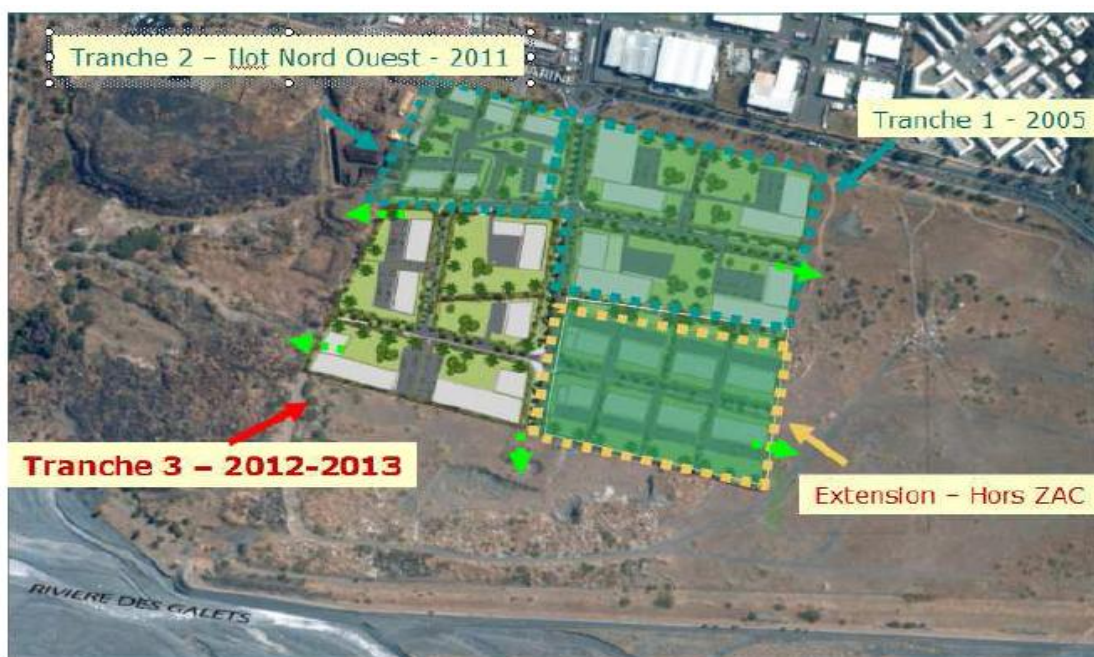 Tranche 2 – Ilot Nord Ouest - 2011
Tranche 1 - 2005
Tranche 3 – 2012-2013
Extension – Hors ZAC
RIVIERE DES GALETS